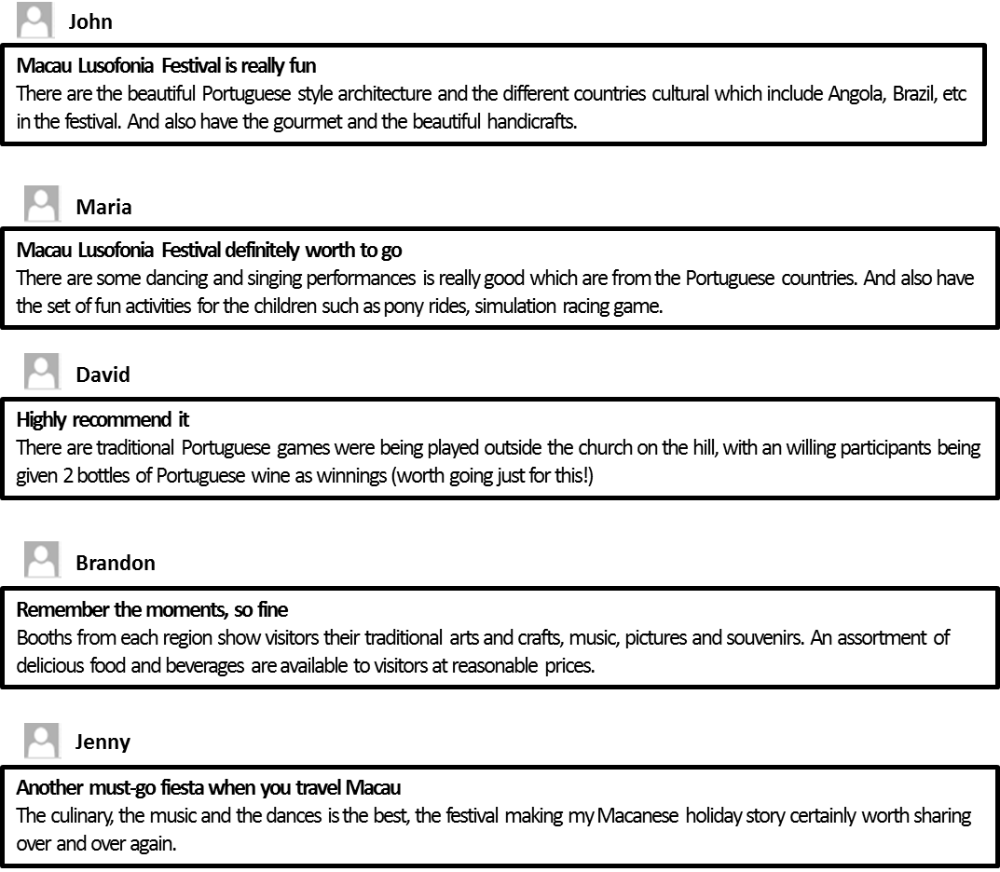 John
Macau Lusofonia Festival is really fun
There are the beautiful Portuguese style architecture and the different countries cultural which include Angola, Brazil, etc
in the festival. And also have the gourmet and the beautiful handicrafts.
Maria
Macau Lusofonia Festival definitely worth to go
There are some dancing and singing performances is really good which are from the Portuguese countries. And also have
the set of fun activities for the children such as pony rides, simulation racing game.
David
Highly recommend it
There are traditional Portuguese games were being played outside the church on the hill, with an willing participants being
given 2 bottles of Portuguese wine as winnings (worth going just for this!)
Brandon
Remember the moments, so fine
Booths from each region show visitors their traditional arts and crafts, music, pictures and souvenirs. An assortment of
delicious food and beverages are available to visitors at reasonable prices.
Jenny
Another must-go fiesta when you travel Macau
The culinary, the music and the dances is the best, the festival making my Macanese holiday story certainly worth sharing
over and over again.